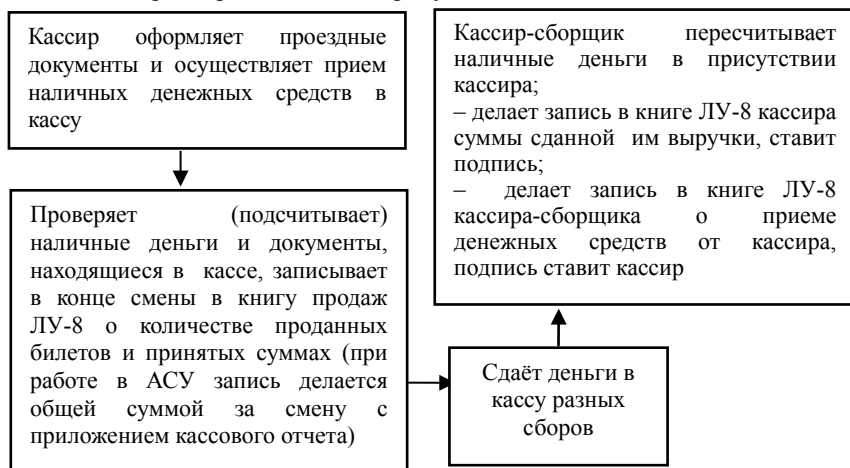 Кассир оформляет проездные
документы и осуществляет прием
наличных денежных средств в
кассу
Проверяет (подсчитывает)
наличные деньги и документы,
находящиеся в кассе, записывает
в конце смены в книгу продаж
ЛУ-8 о количестве проданных
билетов и принятых суммах (при
работе в АСУ запись делается
общей суммой за смену с
приложением кассового отчета)
Сдаёт деньги в
кассу разных
сборов
Кассир-сборщик пересчитывает
наличные деньги в присутствии
кассира;
– делает запись в книге ЛУ-8 кассира
суммы сданной им выручки, ставит
подпись;
– делает запись в книге ЛУ-8
кассира-сборщика о приеме
денежных средств от кассира,
подпись ставит кассир